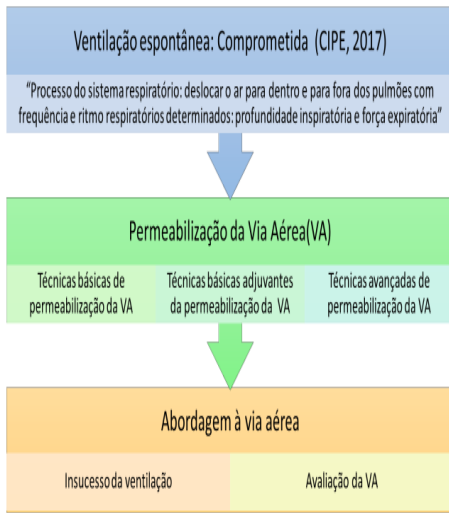 Ventilação espontânea: Comprometida (CIPE, 2017)
“Processo do sistema respiratório: deslocar o ar para dentro e para fora dos pulmões com
frequência e ritmo respiratórios determinados: profundidade inspiratória e força expiratória”
Permeabilização da Via Aérea(VA)
Técnicas básicas de
permeabilização da VA
Técnicas básicas adjuvantes
da permeabilização da VA
Técnicas avançadas de
permeabilização da VA
Abordagem à via aérea
Insucesso da ventilação
Avaliação da VA